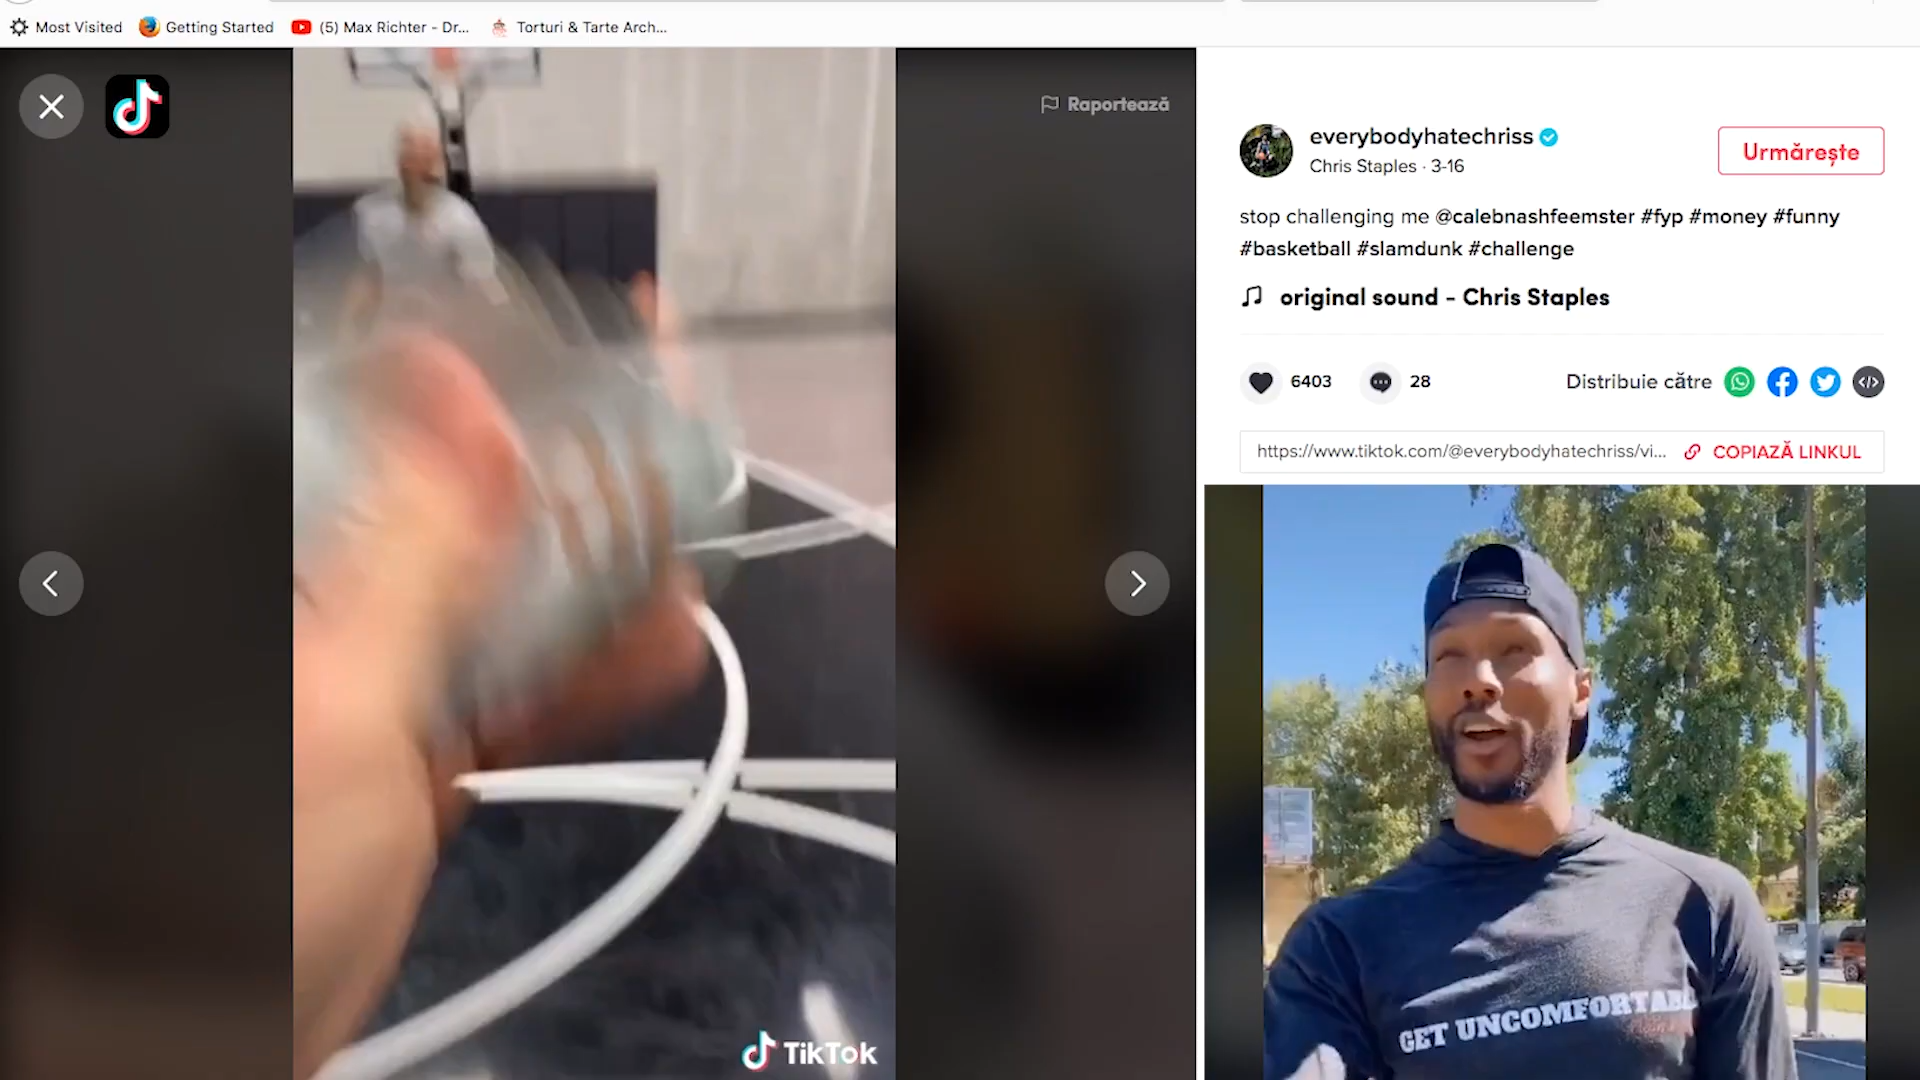 Most Visited
Getting Started
(5) Max Richter - Dr...
Torturi & Tarte Arch...
Raportează
everybodyhatechriss
Chris Staples · 3-16
Urmărește
stop challenging me @calebnashfeemster #fyp #money #funny
#basketball #slamdunk #challenge
original sound - Chris Staples
6403
28
Distribuie către
https://www.tiktok.com/@everybodyhatechriss/vi...
COPIAZĂ LINKUL
GET UNCOMFORTABLE
TikTok